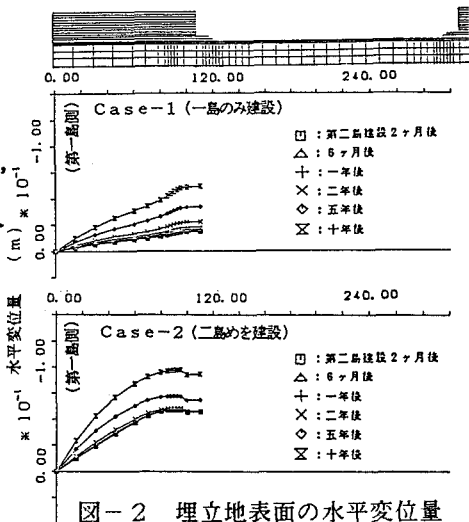 0.00 120.00 240.00
Case-1 (一島のみ建設)
(第一島側)
-1.00
0.00
□ : 第二島建設2ヶ月後
△ : 6ヶ月後
+ : 一年後
× : 二年後
◇ : 五年後
⧖ : 十年後
0.00 120.00 240.00
Case-2 (二島めを建設)
(第一島側)
-1.00
0.00
□ : 第二島建設2ヶ月後
△ : 6ヶ月後
+ : 一年後
× : 二年後
◇ : 五年後
⧖ : 十年後
水平変位量 * 10⁻¹ (m) * 10⁻¹
図-2 埋立地表面の水平変位量